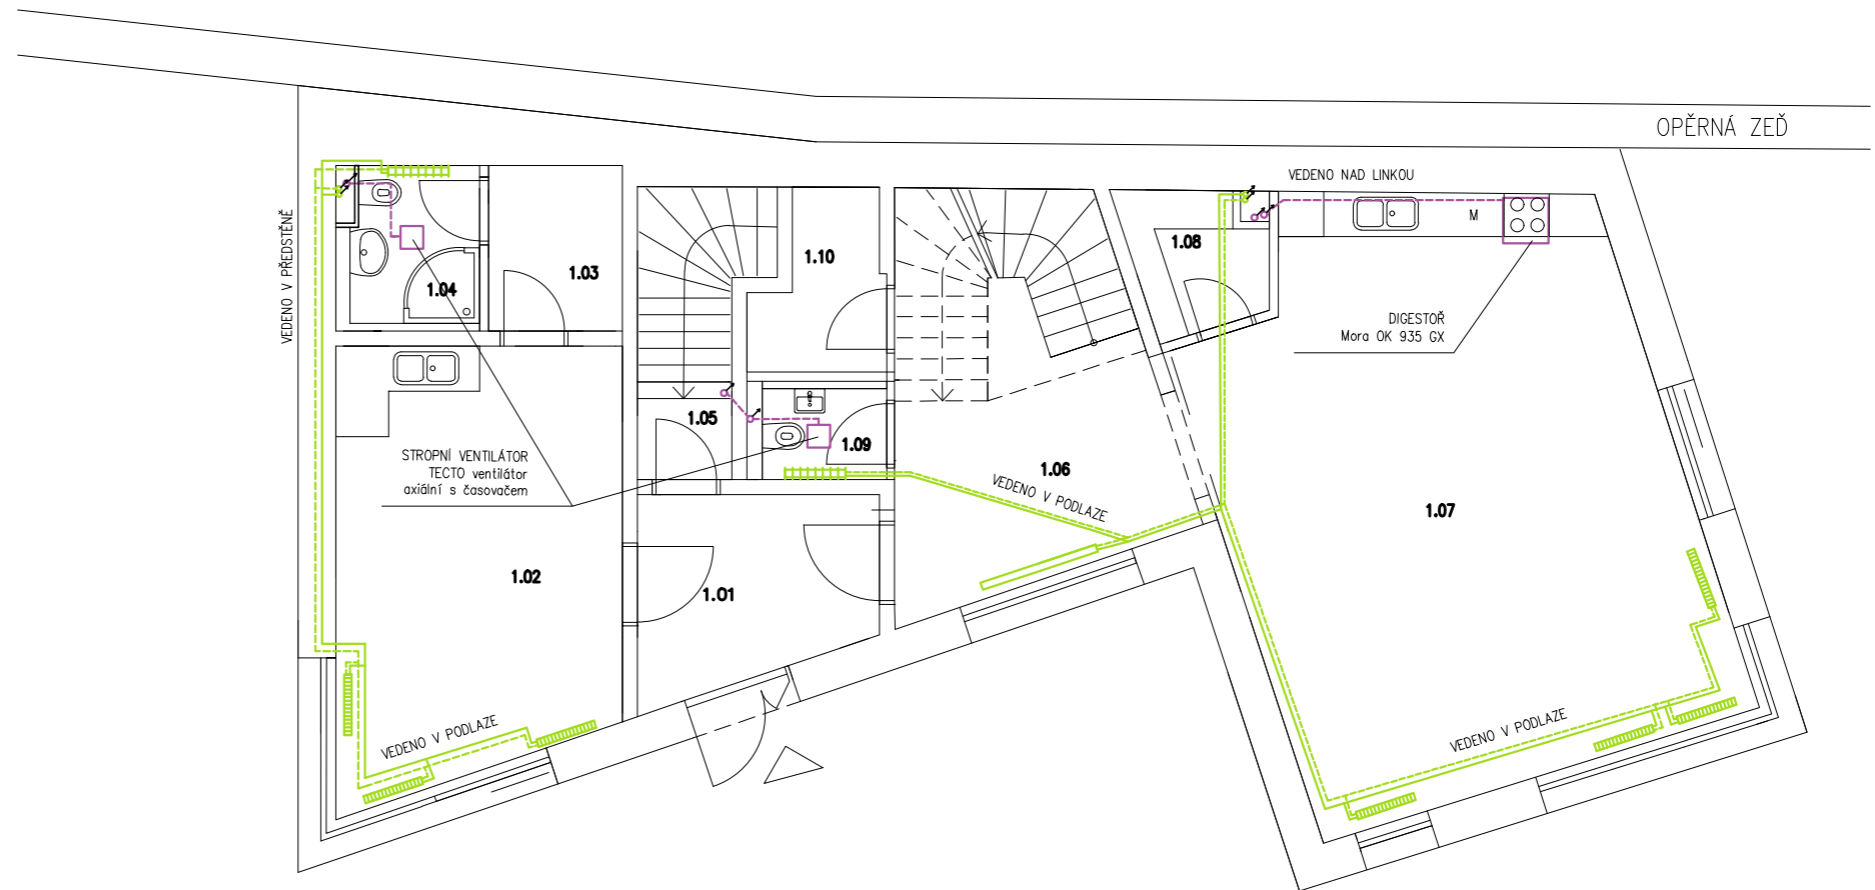 OPĚRNÁ ZEĎ
VEDENO NAD LINKOU
VEDENO V PŘEDSTĚNĚ
M
1.08
1.10
1.03
1.04
DIGESTOŘ
Mora OK 935 GX
1.05
1.09
STROPNÍ VENTILÁTOR
TECTO ventilátor
axiální s časovačem
1.06
VEDENO V PODLAZE
1.07
1.02
1.01
VEDENO V PODLAZE
VEDENO V PODLAZE